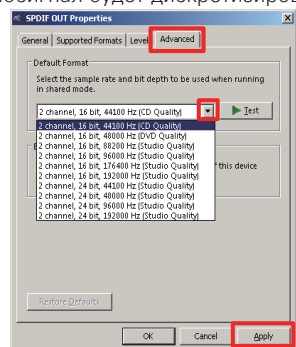 сигнал будет дискретизиров
SPDIF OUT Properties
General Supported Formats Levels Advanced
Default Format
Select the sample rate and bit depth to be used when running
in shared mode.
2 channel, 16 bit, 44100 Hz (CD Quality) Test
2 channel, 16 bit, 44100 Hz (CD Quality)
2 channel, 16 bit, 48000 Hz (DVD Quality)
2 channel, 16 bit, 88200 Hz (Studio Quality)
2 channel, 16 bit, 96000 Hz (Studio Quality)
2 channel, 16 bit, 176400 Hz (Studio Quality) this device
2 channel, 16 bit, 192000 Hz (Studio Quality)
2 channel, 24 bit, 44100 Hz (Studio Quality)
2 channel, 24 bit, 48000 Hz (Studio Quality)
2 channel, 24 bit, 96000 Hz (Studio Quality)
2 channel, 24 bit, 192000 Hz (Studio Quality)
Restore Defaults
OK Cancel Apply